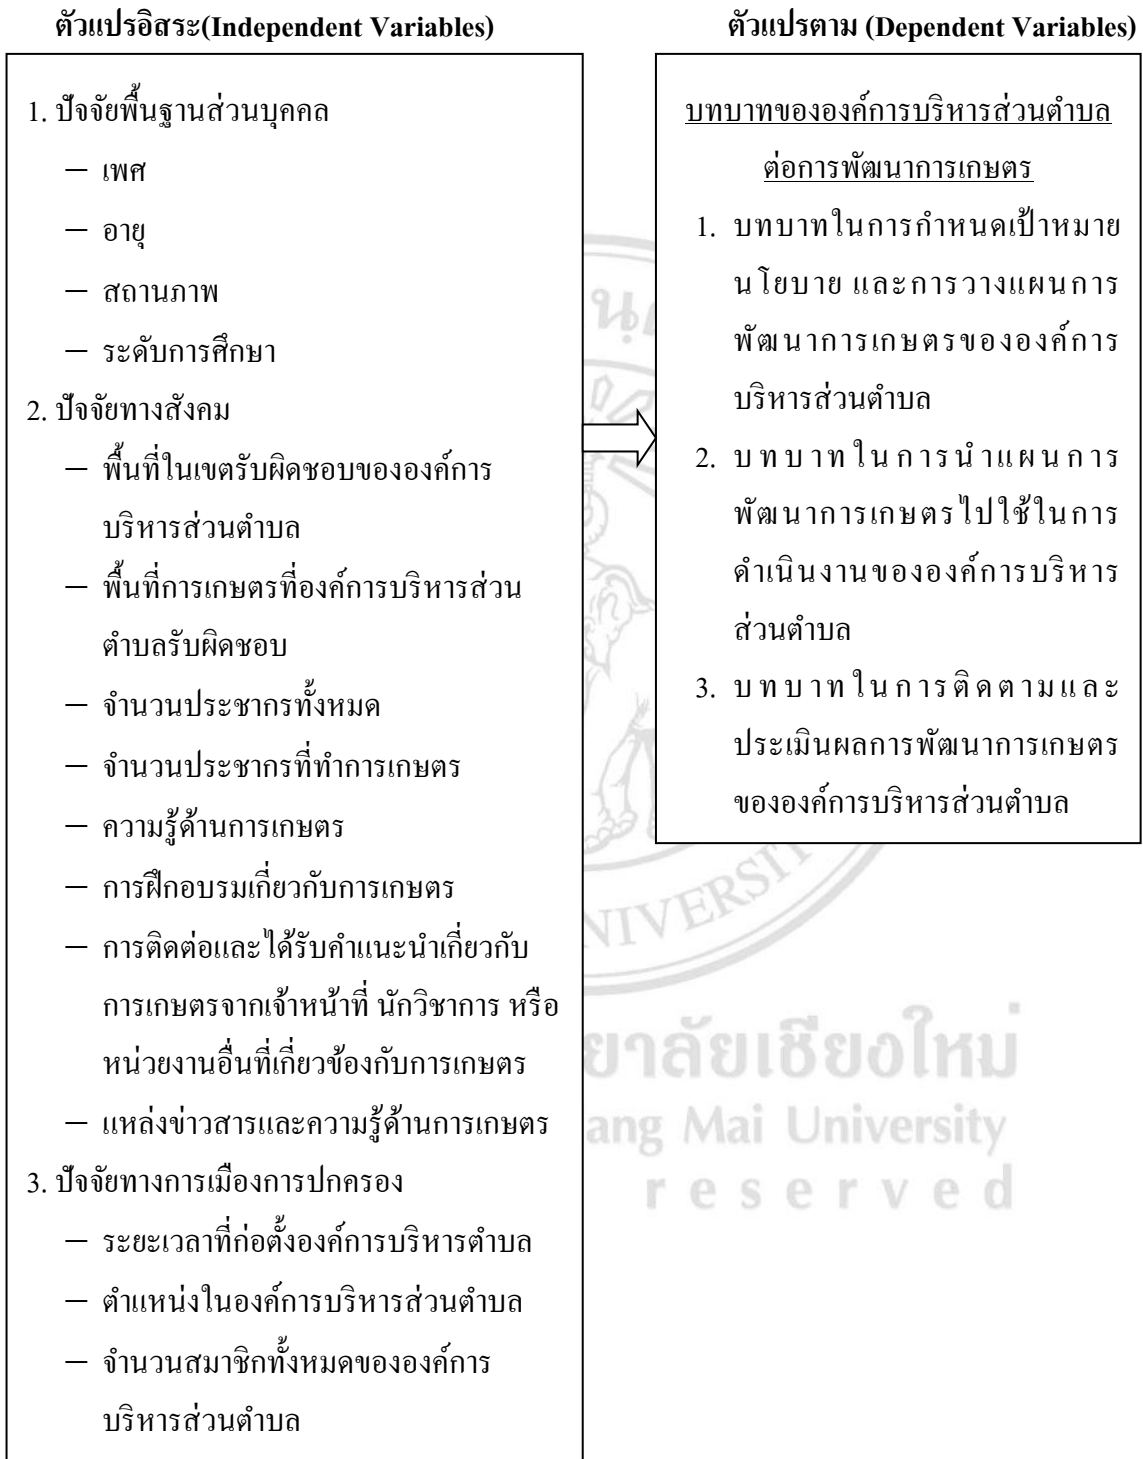 ตัวแปรอิสระ(Independent Variables)
1. ปัจจัยพื้นฐานส่วนบุคคล
— เพศ
— อายุ
— สถานภาพ
— ระดับการศึกษา
2. ปัจจัยทางสังคม
— พื้นที่ในเขตรับผิดชอบขององค์การ
บริหารส่วนตำบล
— พื้นที่การเกษตรที่องค์การบริหารส่วน
ตำบลรับผิดชอบ
— จำนวนประชากรทั้งหมด
— จำนวนประชากรที่ทำการเกษตร
— ความรู้ด้านการเกษตร
— การฝึกอบรมเกี่ยวกับการเกษตร
— การติดต่อและได้รับคำแนะนำเกี่ยวกับ
การเกษตรจากเจ้าหน้าที่ นักวิชาการ หรือ
หน่วยงานอื่นที่เกี่ยวข้องกับการเกษตร
— แหล่งข่าวสารและความรู้ด้านการเกษตร
3. ปัจจัยทางการเมืองการปกครอง
— ระยะเวลาที่ก่อตั้งองค์การบริหารตำบล
— ตำแหน่งในองค์การบริหารส่วนตำบล
— จำนวนสมาชิกทั้งหมดขององค์การ
บริหารส่วนตำบล
ตัวแปรตาม (Dependent Variables)
บทบาทขององค์การบริหารส่วนตำบล
ต่อการพัฒนาการเกษตร
1. บทบาทในการกำหนดเป้าหมาย
นโยบาย และการวางแผนการ
พัฒนาการเกษตรขององค์การ
บริหารส่วนตำบล
2. บทบาทในการนำแผนการ
พัฒนาการเกษตรไปใช้ในการ
ดำเนินงานขององค์การบริหาร
ส่วนตำบล
3. บทบาทในการติดตามและ
ประเมินผลการพัฒนาการเกษตร
ขององค์การบริหารส่วนตำบล
ยาลัยเชียงใหม่
ang Mai University
reserved